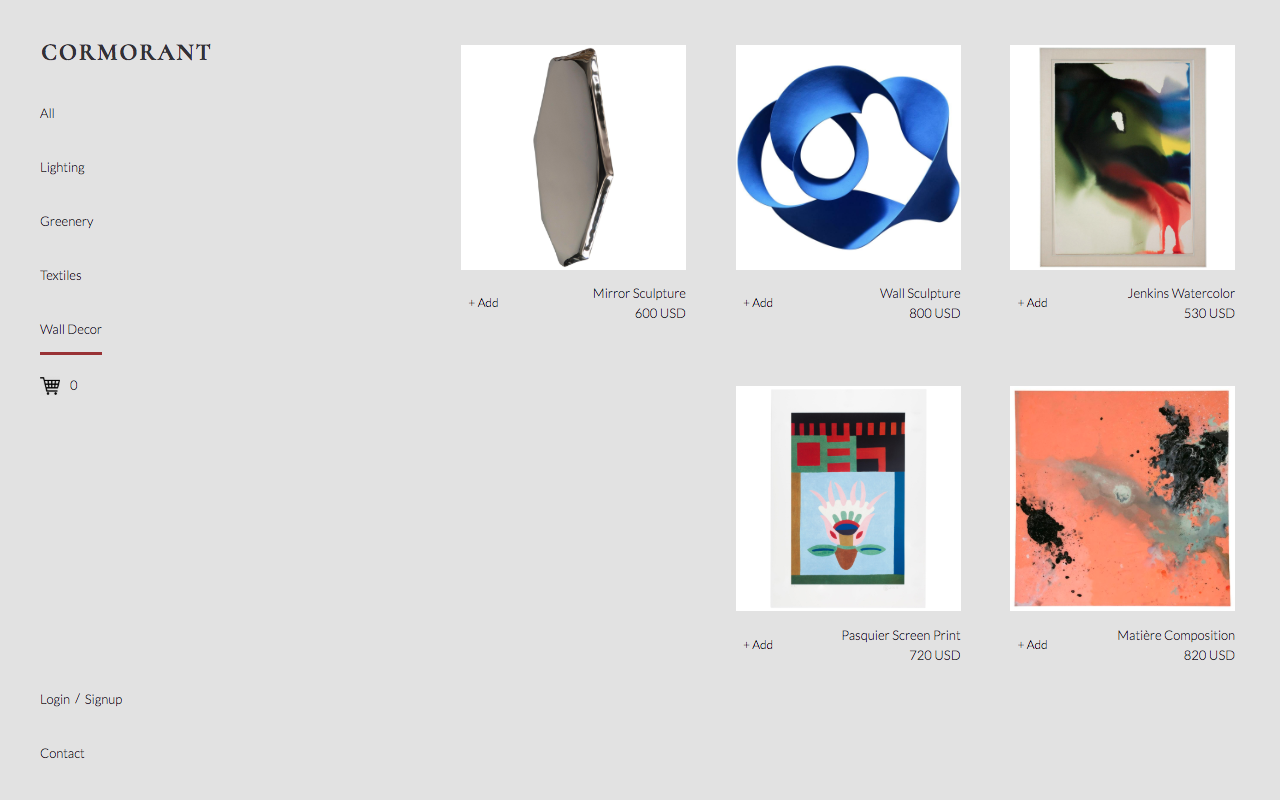 CORMORANT
All
Lighting
Greenery
Textiles
Wall Decor
0
Login / Signup
Contact
+ Add
Mirror Sculpture
600 USD
+ Add
Wall Sculpture
800 USD
+ Add
Jenkins Watercolor
530 USD
+ Add
Pasquier Screen Print
720 USD
+ Add
Matière Composition
820 USD